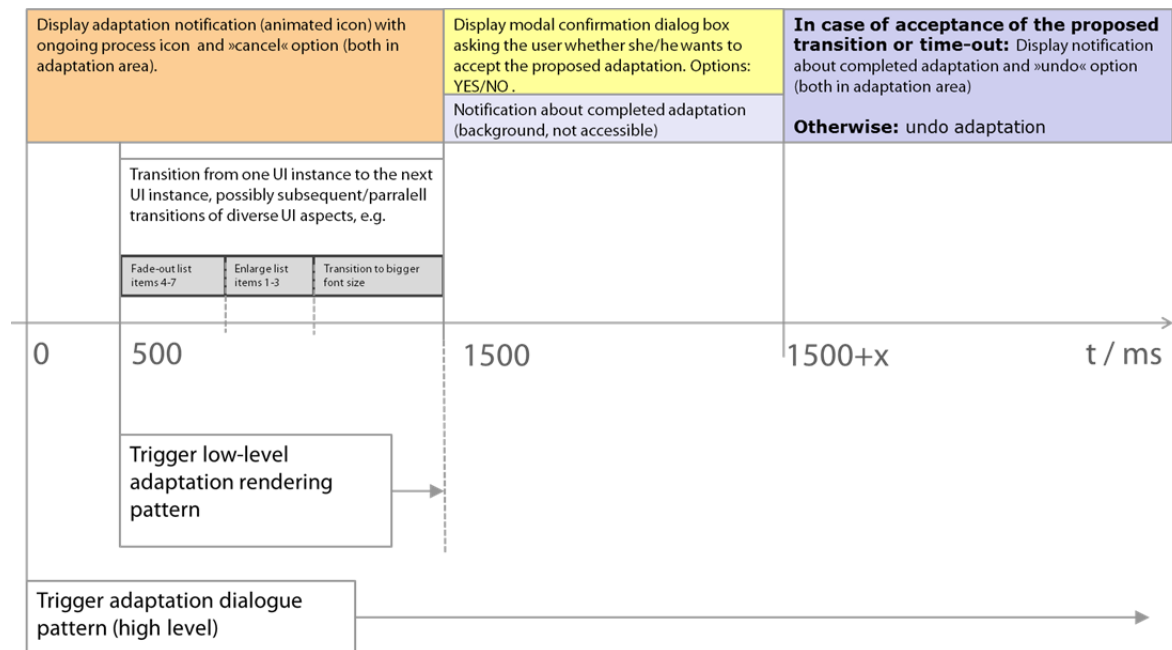 Display adaptation notification (animated icon) with
ongoing process icon and »cancel« option (both in
adaptation area).
Display modal confirmation dialog box
asking the user whether she/he wants to
accept the proposed adaptation. Options:
YES/NO .
Notification about completed adaptation
(background, not accessible)
In case of acceptance of the proposed
transition or time-out: Display notification
about completed adaptation and »undo« option
(both in adaptation area)
Otherwise: undo adaptation
Transition from one UI instance to the next
UI instance, possibly subsequent/parralell
transitions of diverse UI aspects, e.g.
Fade-out list
items 4-7
Enlarge list
items 1-3
Transition to bigger
font size
0
500
1500
1500+x
t / ms
Trigger low-level
adaptation rendering
pattern
Trigger adaptation dialogue
pattern (high level)